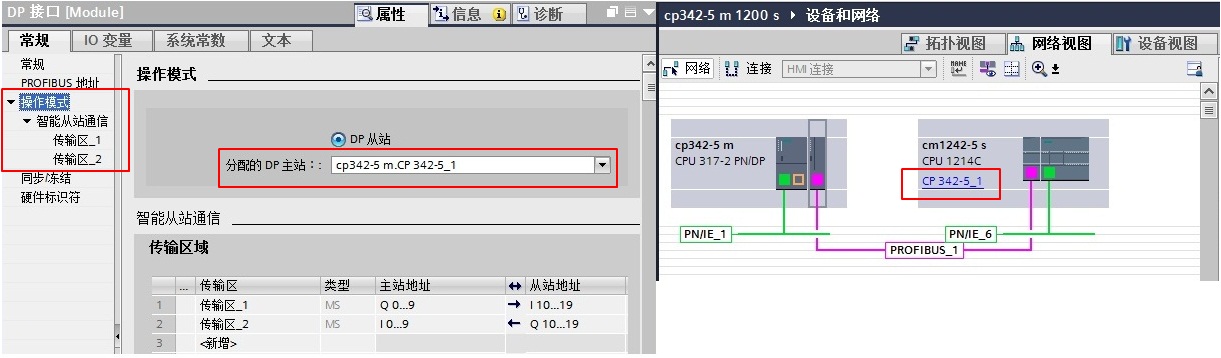 DP 接口 [Module]
属性
信息
诊断
常规
IO 变量
系统常数
文本
常规
PROFIBUS 地址
操作模式
智能从站通信
传输区_1
传输区_2
同步/冻结
硬件标识符
操作模式
DP 从站
分配的 DP 主站：:
cp342-5 m.CP 342-5_1
智能从站通信
传输区域
... 传输区 类型 主站地址 ↔ 从站地址
1 传输区_1 MS Q 0...9 → I 10...19
2 传输区_2 MS I 0...9 ← Q 10...19
3 <新增>
cp342-5 m 1200 s 设备和网络
拓扑视图
网络视图
设备视图
网络
连接
HMI 连接
cp342-5 m
CPU 317-2 PN/DP
cm1242-5 s
CPU 1214C
CP 342-5_1
PN/IE_1
PN/IE_6
PROFIBUS_1